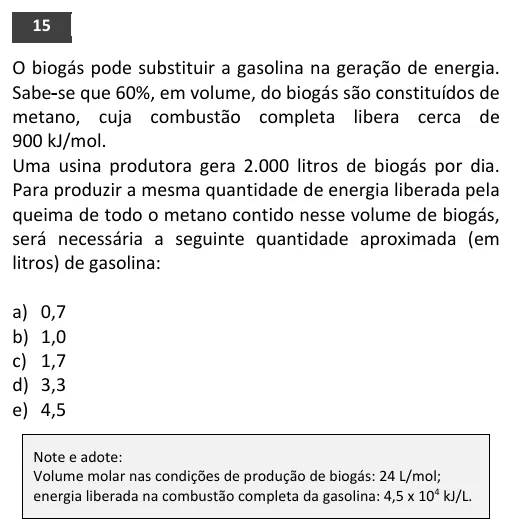 15
O biogás pode substituir a gasolina na geração de energia.
Sabe-se que 60%, em volume, do biogás são constituídos de
metano, cuja combustão completa libera cerca de
900 kJ/mol.
Uma usina produtora gera 2.000 litros de biogás por dia.
Para produzir a mesma quantidade de energia liberada pela
queima de todo o metano contido nesse volume de biogás,
será necessária a seguinte quantidade aproximada (em
litros) de gasolina:
a) 0,7
b) 1,0
c) 1,7
d) 3,3
e) 4,5
Note e adote:
Volume molar nas condições de produção de biogás: 24 L/mol;
energia liberada na combustão completa da gasolina: 4,5 x 10⁴ kJ/L.